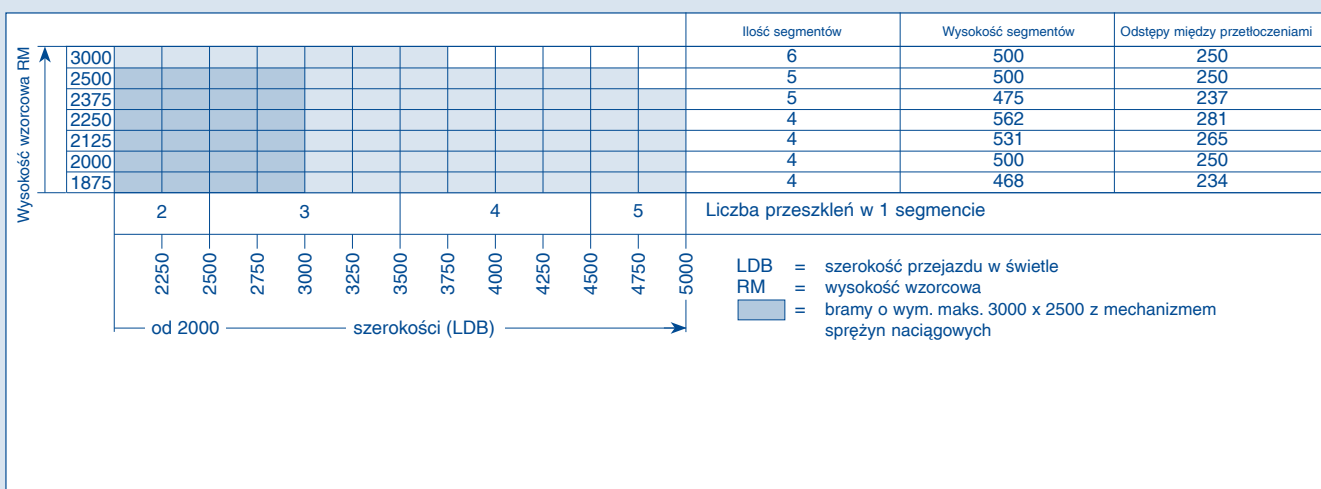 Ilość segmentów Wysokość segmentów Odstępy między przetłoczeniami
Wysokość wzorcowa RM
3000 6 500 250
2500 5 500 250
2375 5 475 237
2250 4 562 281
2125 4 531 265
2000 4 500 250
1875 4 468 234
2 3 4 5 Liczba przeszkleń w 1 segmencie
2250 2500 2750 3000 3250 3500 3750 4000 4250 4500 4750 5000
od 2000 szerokości (LDB)
LDB = szerokość przejazdu w świetle
RM = wysokość wzorcowa
= bramy o wym. maks. 3000 x 2500 z mechanizmem
sprężyn naciągowych